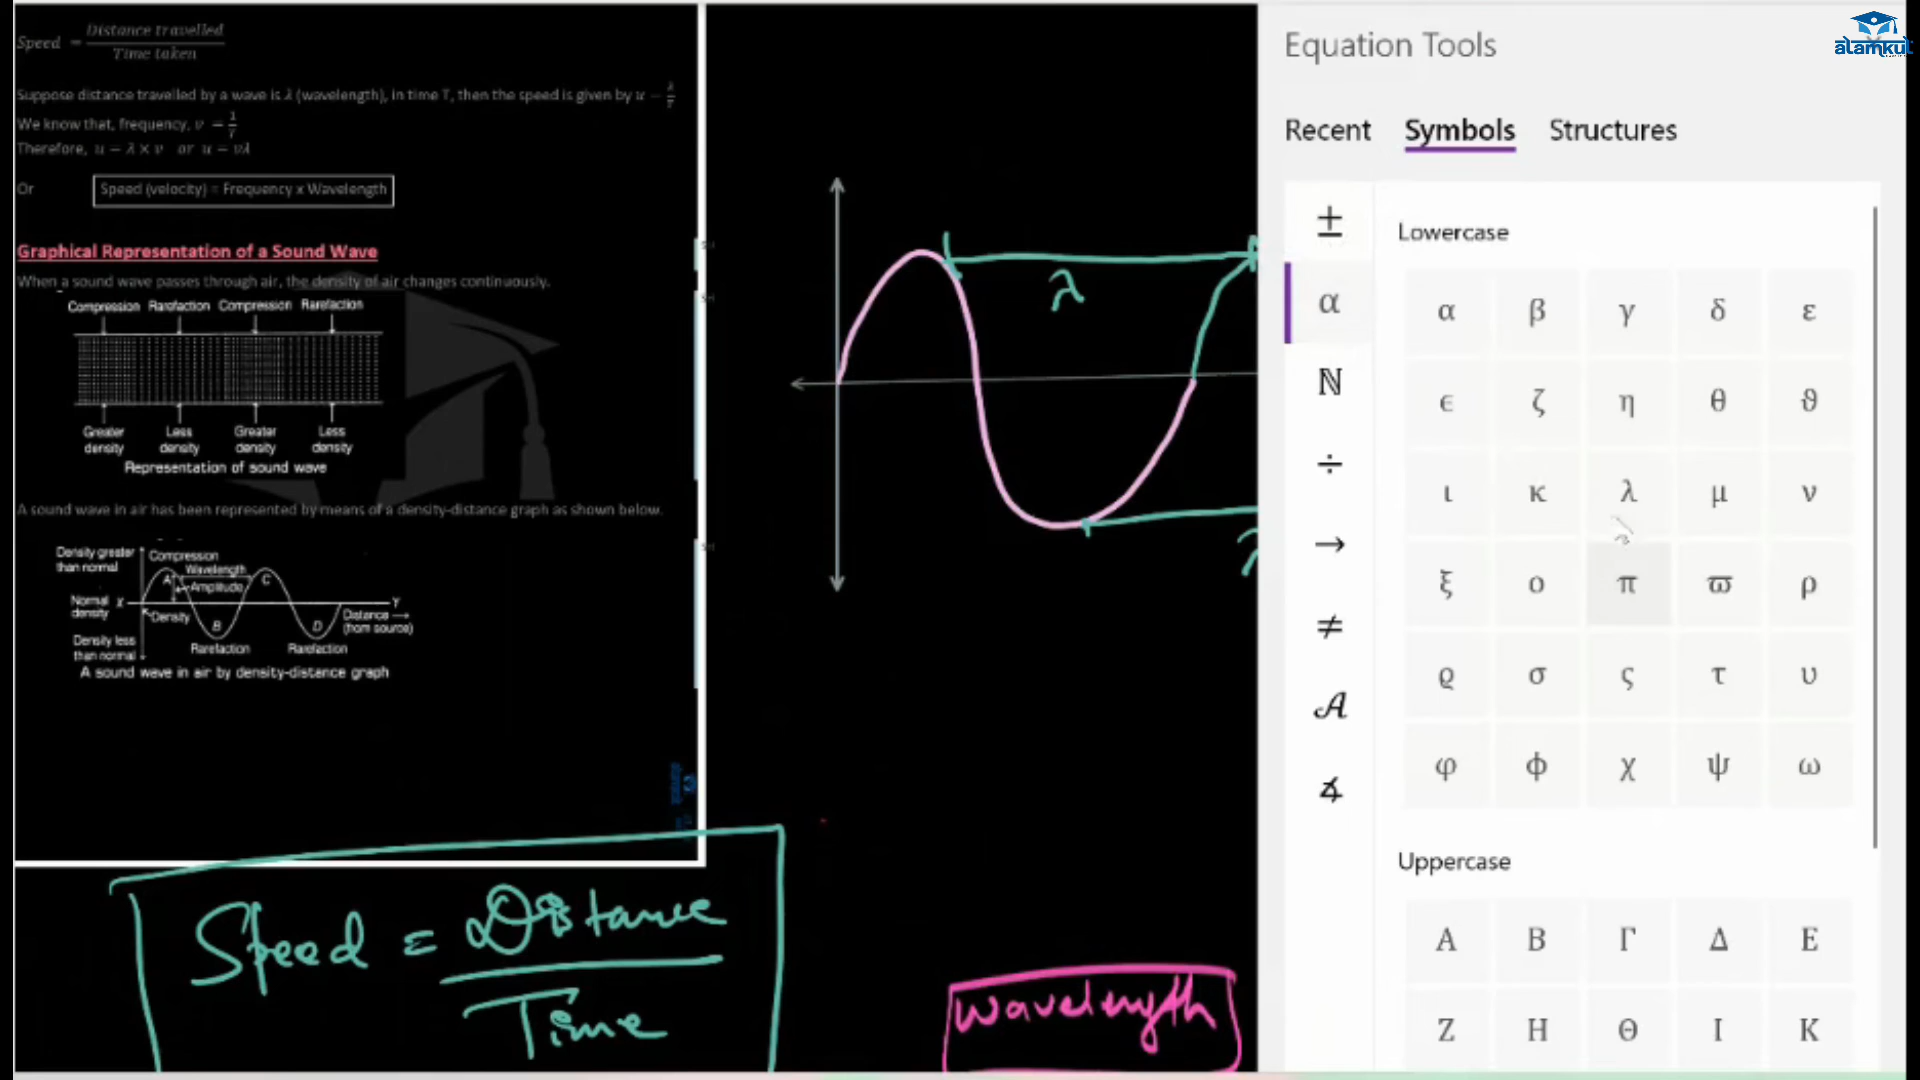 Speed = Distance travelled / Time taken
Suppose distance travelled by a wave is λ (wavelength), in time T, then the speed is given by u = λ/T
We know that, frequency, ν = 1/T
Therefore, u = λ × ν or u = νλ
Or Speed (velocity) = Frequency x Wavelength
Graphical Representation of a Sound Wave
When a sound wave passes through air, the density of air changes continuously.
Compression Rarefaction Compression Rarefaction
Greater density Less density Greater density Less density
Representation of sound wave
A sound wave in air has been represented by means of a density-distance graph as shown below.
Density greater than normal
Compression
Wavelength
A C
Amplitude
Normal density X Y
Density
Distance → (from source)
B D
Density less than normal
Rarefaction Rarefaction
A sound wave in air by density-distance graph
Speed = Distance / Time
λ
Wavelength
Equation Tools
alamkut
Recent Symbols Structures
±
α
ℕ
÷
→
≠
𝒜
∡
Lowercase
α β γ δ ε
ϵ ζ η θ ϑ
ι κ λ μ ν
ξ ο π ϖ ρ
ϱ σ ς τ υ
φ ϕ χ ψ ω
Uppercase
Α Β Γ Δ Ε
Ζ Η Θ Ι Κ